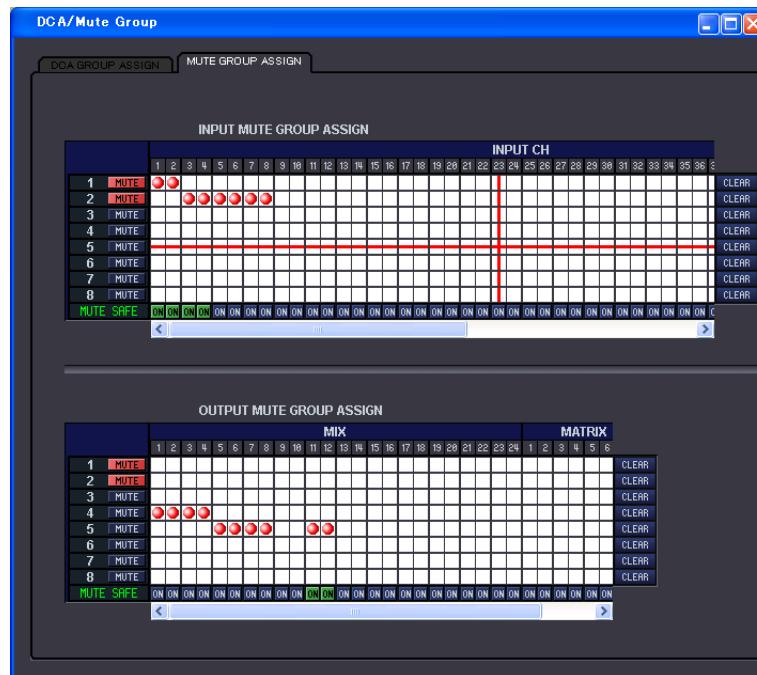 DCA/Mute Group
DCA GROUP ASSIGN MUTE GROUP ASSIGN
INPUT MUTE GROUP ASSIGN
INPUT CH
1 2 3 4 5 6 7 8 9 10 11 12 13 14 15 16 17 18 19 20 21 22 23 24 25 26 27 28 29 30 31 32 33 34 35 36
1 MUTE CLEAR
2 MUTE CLEAR
3 MUTE CLEAR
4 MUTE CLEAR
5 MUTE CLEAR
6 MUTE CLEAR
7 MUTE CLEAR
8 MUTE CLEAR
MUTE SAFE ON ON ON ON ON ON ON ON ON ON ON ON ON ON ON ON ON ON ON ON ON ON ON ON ON ON ON ON ON ON ON ON ON ON ON ON
OUTPUT MUTE GROUP ASSIGN
MIX MATRIX
1 2 3 4 5 6 7 8 9 10 11 12 13 14 15 16 17 18 19 20 21 22 23 24 1 2 3 4 5 6
1 MUTE CLEAR
2 MUTE CLEAR
3 MUTE CLEAR
4 MUTE CLEAR
5 MUTE CLEAR
6 MUTE CLEAR
7 MUTE CLEAR
8 MUTE CLEAR
MUTE SAFE ON ON ON ON ON ON ON ON ON ON ON ON ON ON ON ON ON ON ON ON ON ON ON ON ON ON ON ON ON ON